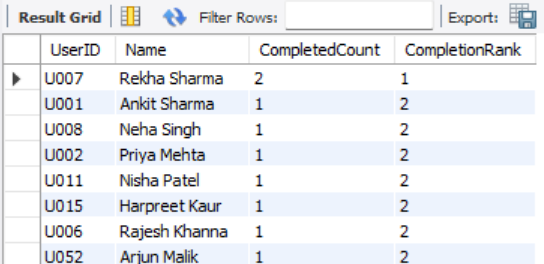 Result Grid Filter Rows: Export:
UserID Name CompletedCount CompletionRank
U007 Rekha Sharma 2 1
U001 Ankit Sharma 1 2
U008 Neha Singh 1 2
U002 Priya Mehta 1 2
U011 Nisha Patel 1 2
U015 Harpreet Kaur 1 2
U006 Rajesh Khanna 1 2
U052 Arjun Malik 1 2